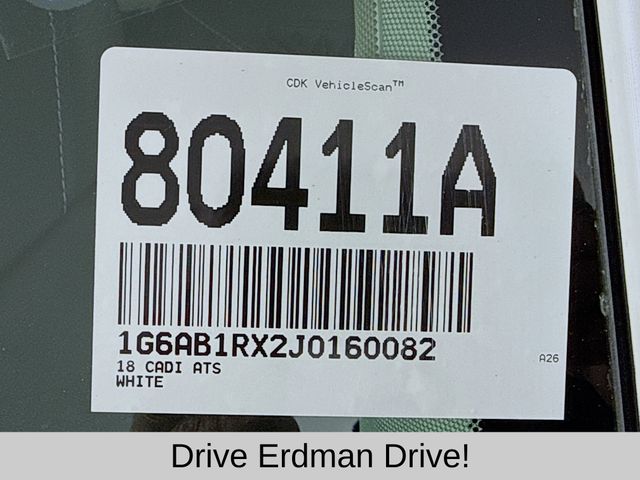 CDK VehicleScan™
80411A
1G6AB1RX2J0160082
18 CADI ATS
WHITE
A26
Drive Erdman Drive!